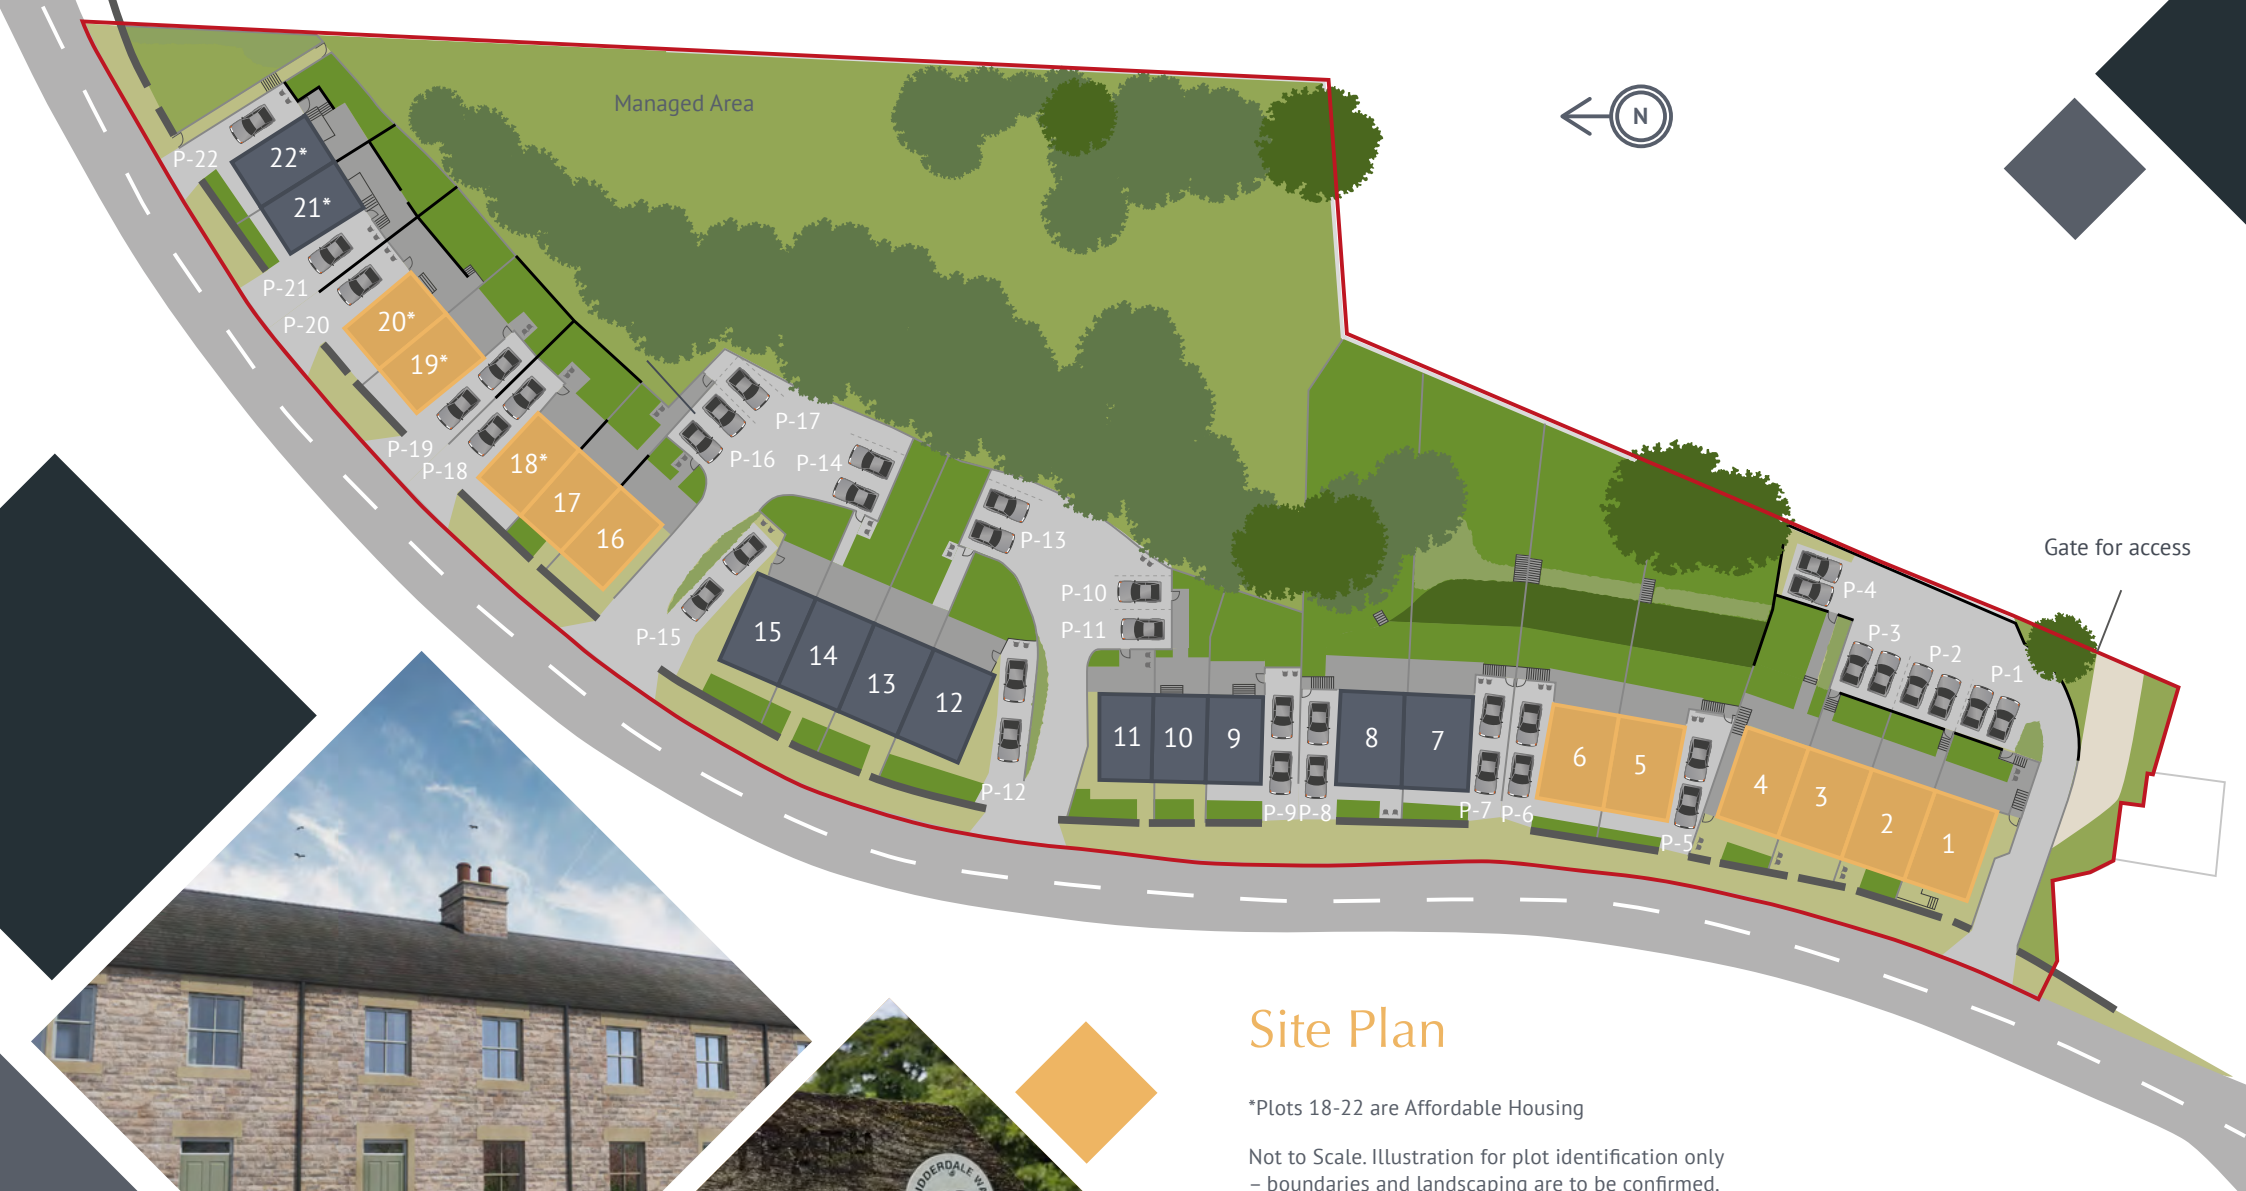 Managed Area
N
P-22
22*
21*
P-21
P-20
20*
19*
P-19
P-18
18*
17
16
P-17
P-16
P-14
P-15
15
14
13
12
P-13
P-12
P-10
P-11
11
10
9
P-9
P-8
8
7
P-7
P-6
6
5
P-5
P-4
P-3
P-2
P-1
4
3
2
1
Gate for access
Site Plan
*Plots 18-22 are Affordable Housing
Not to Scale. Illustration for plot identification only
– boundaries and landscaping are to be confirmed.